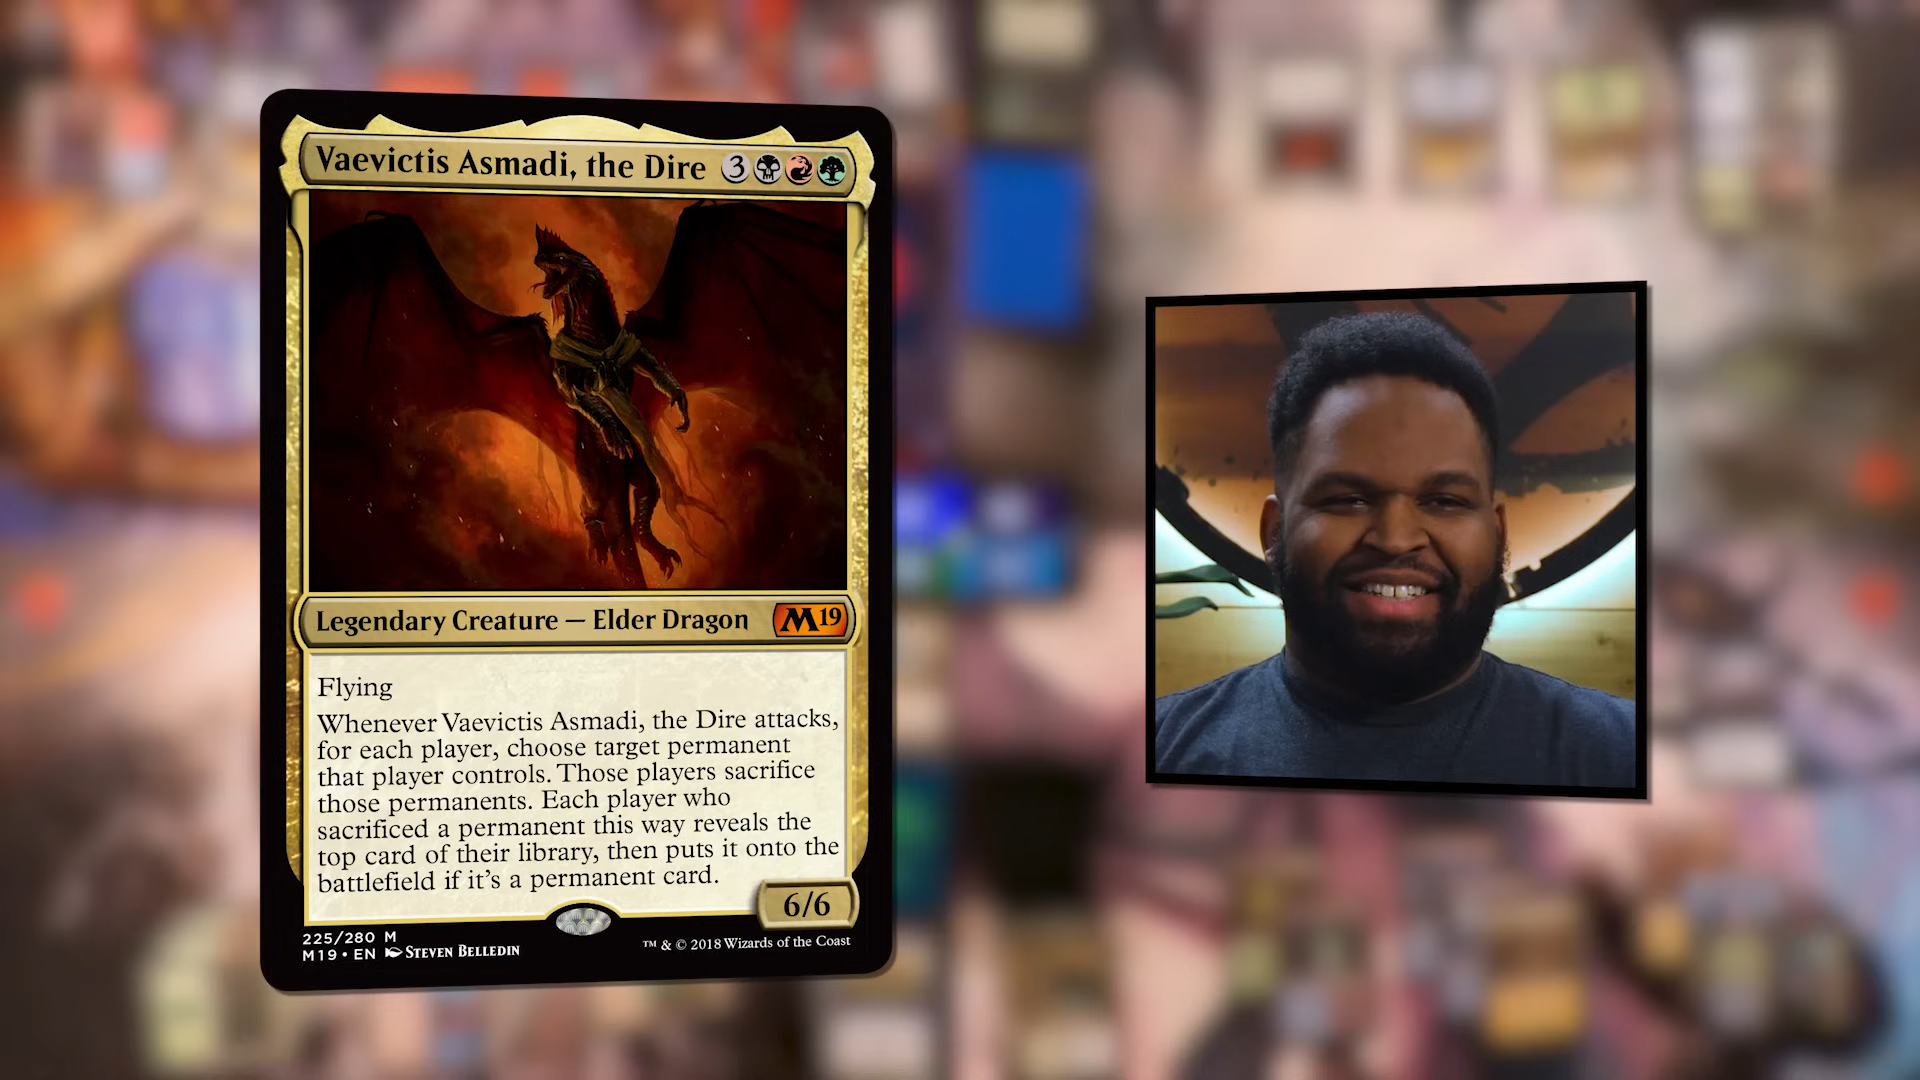 Vaevictis Asmadi, the Dire 3
Legendary Creature — Elder Dragon M19
Flying
Whenever Vaevictis Asmadi, the Dire attacks,
for each player, choose target permanent
that player controls. Those players sacrifice
those permanents. Each player who
sacrificed a permanent this way reveals the
top card of their library, then puts it onto the
battlefield if it's a permanent card.
6/6
225/280 M
M19 • EN Steven Belledin
™ & © 2018 Wizards of the Coast